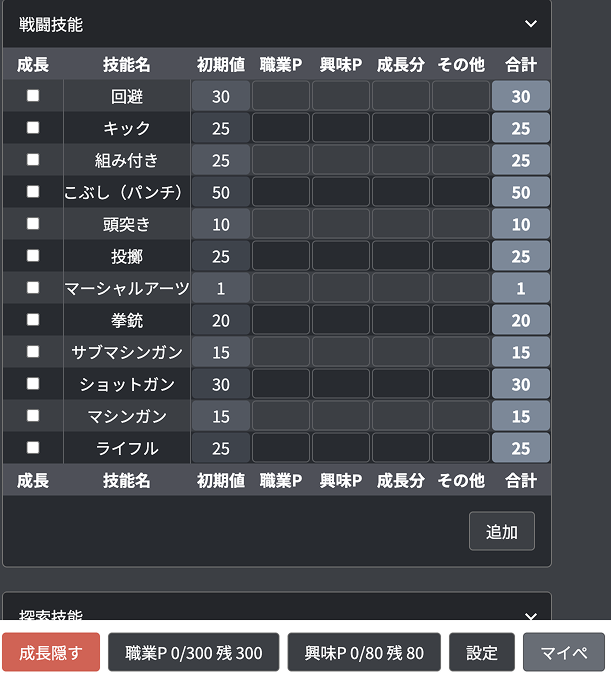 戦闘技能
成長 技能名 初期値 職業P 興味P 成長分 その他 合計
回避 30 30
キック 25 25
組み付き 25 25
こぶし（パンチ） 50 50
頭突き 10 10
投擲 25 25
マーシャルアーツ 1 1
拳銃 20 20
サブマシンガン 15 15
ショットガン 30 30
マシンガン 15 15
ライフル 25 25
成長 技能名 初期値 職業P 興味P 成長分 その他 合計
追加
探索技能
成長隠す 職業P 0/300 残 300 興味P 0/80 残 80 設定 マイペ